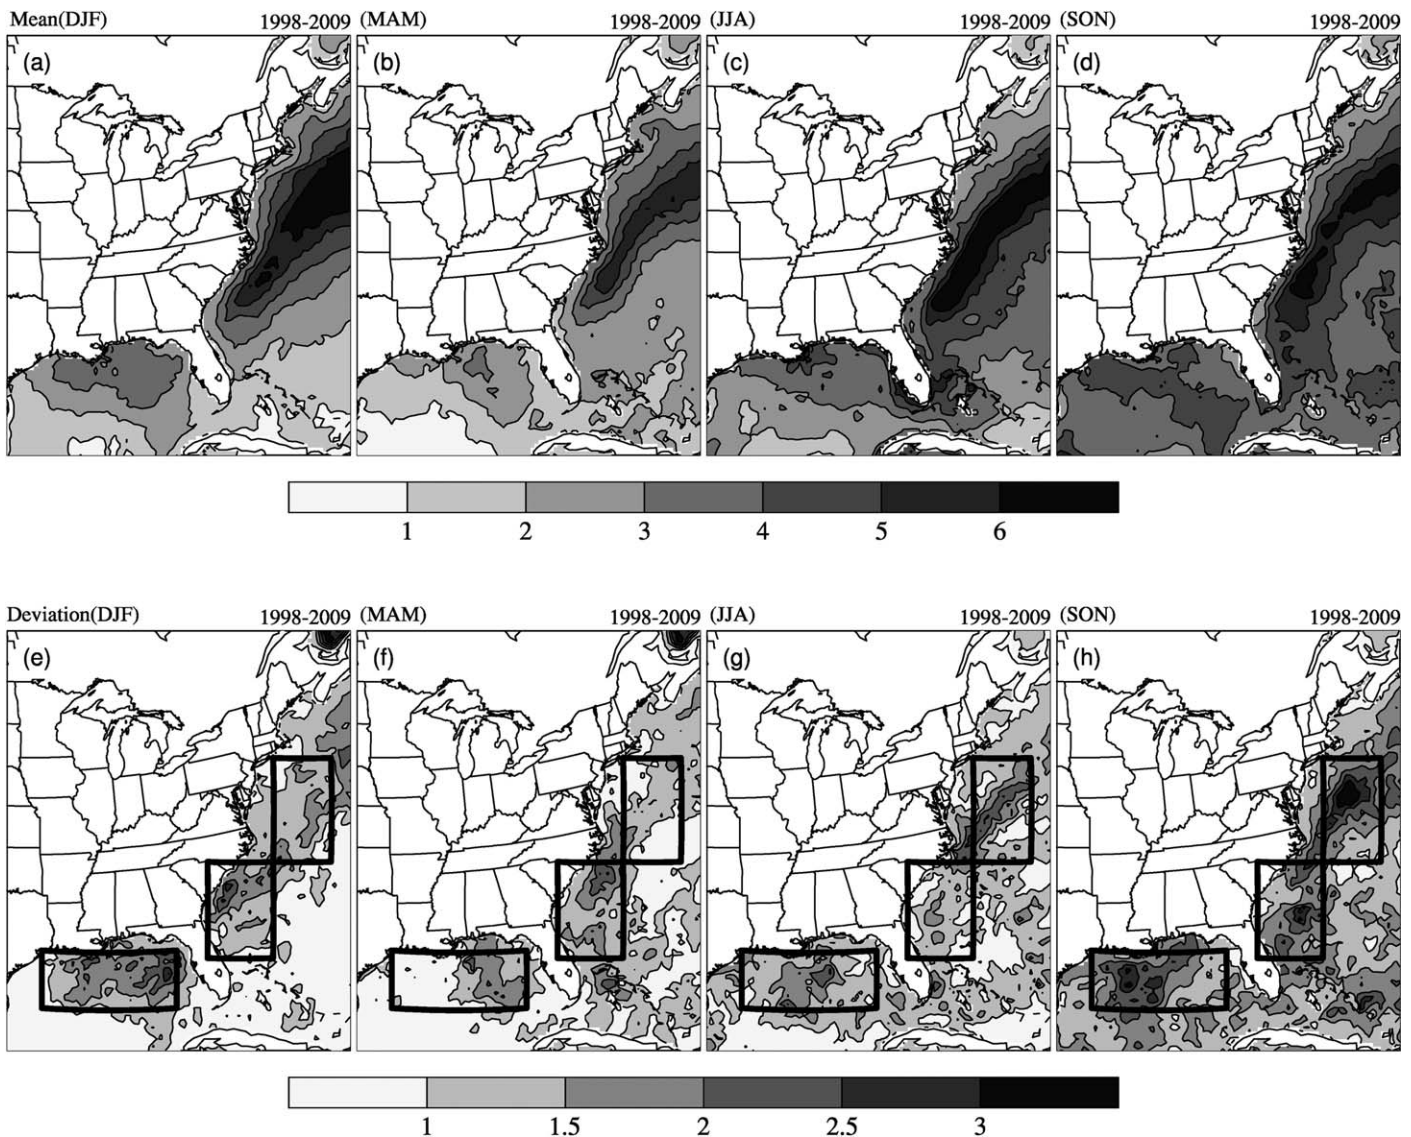 Mean(DJF) 1998-2009 (MAM) 1998-2009 (JJA) 1998-2009 (SON) 1998-2009
(a) (b) (c) (d)
1 2 3 4 5 6
Deviation(DJF) 1998-2009 (MAM) 1998-2009 (JJA) 1998-2009 (SON) 1998-2009
(e) (f) (g) (h)
1 1.5 2 2.5 3